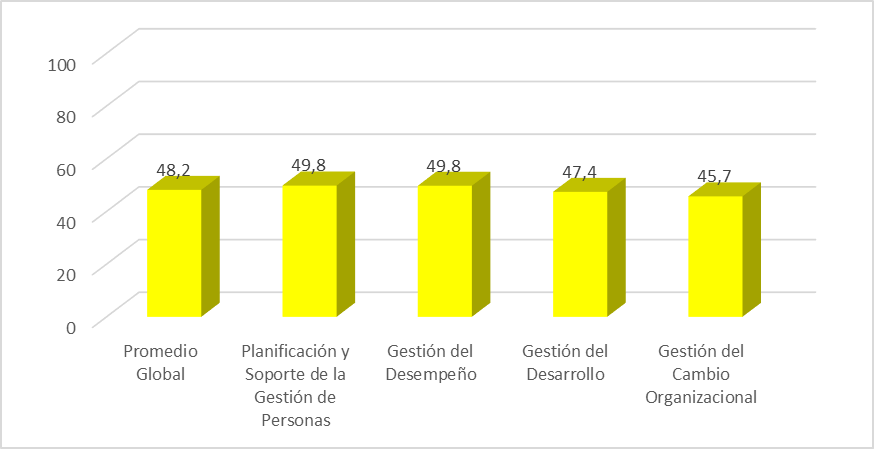 100
80
60
40
20
0
48,2
49,8
49,8
47,4
45,7
Promedio
Global
Planificación y
Soporte de la
Gestión de
Personas
Gestión del
Desempeño
Gestión del
Desarrollo
Gestión del
Cambio
Organizacional